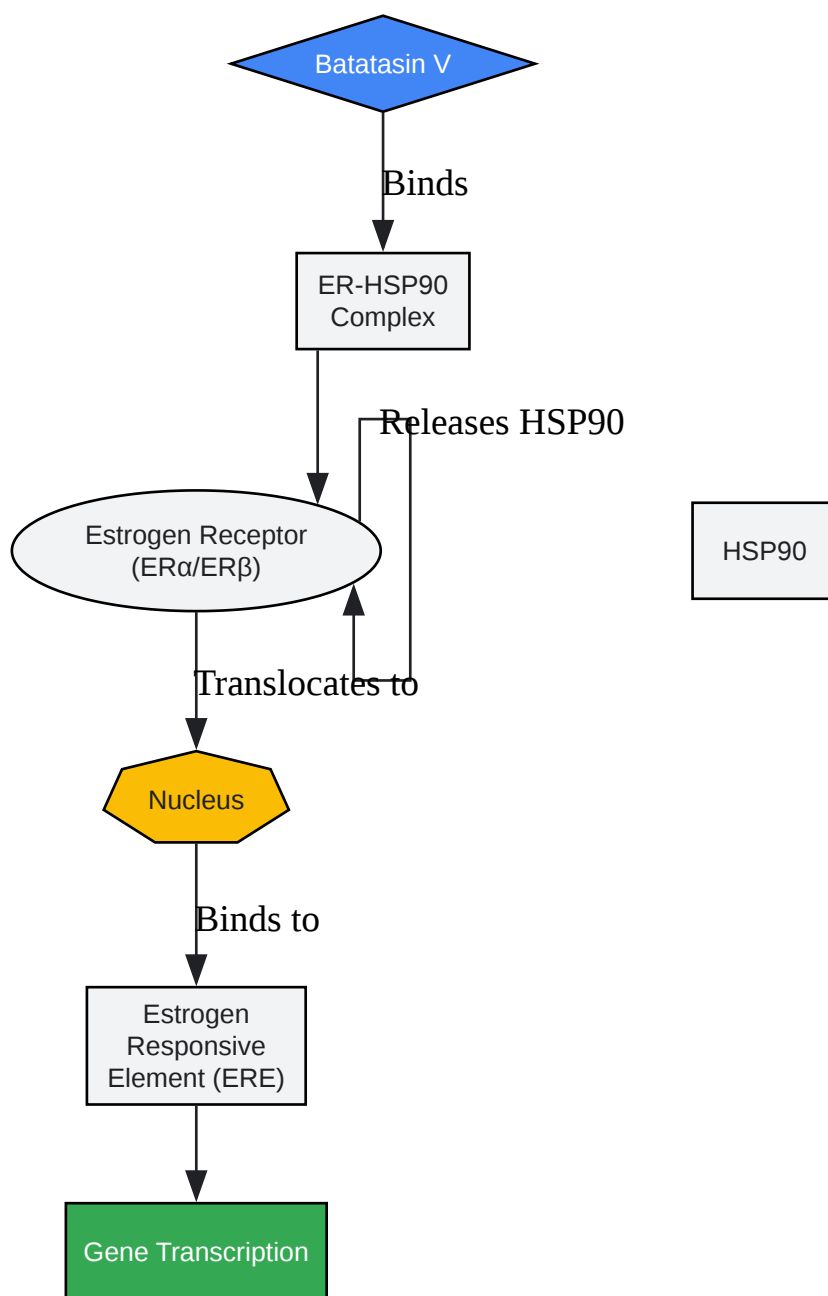 Batatasin V
Binds
ER-HSP90
Complex
Releases HSP90
Estrogen Receptor
(ERα/ERβ)
HSP90
Translocates to
Nucleus
Binds to
Estrogen
Responsive
Element (ERE)
Gene Transcription